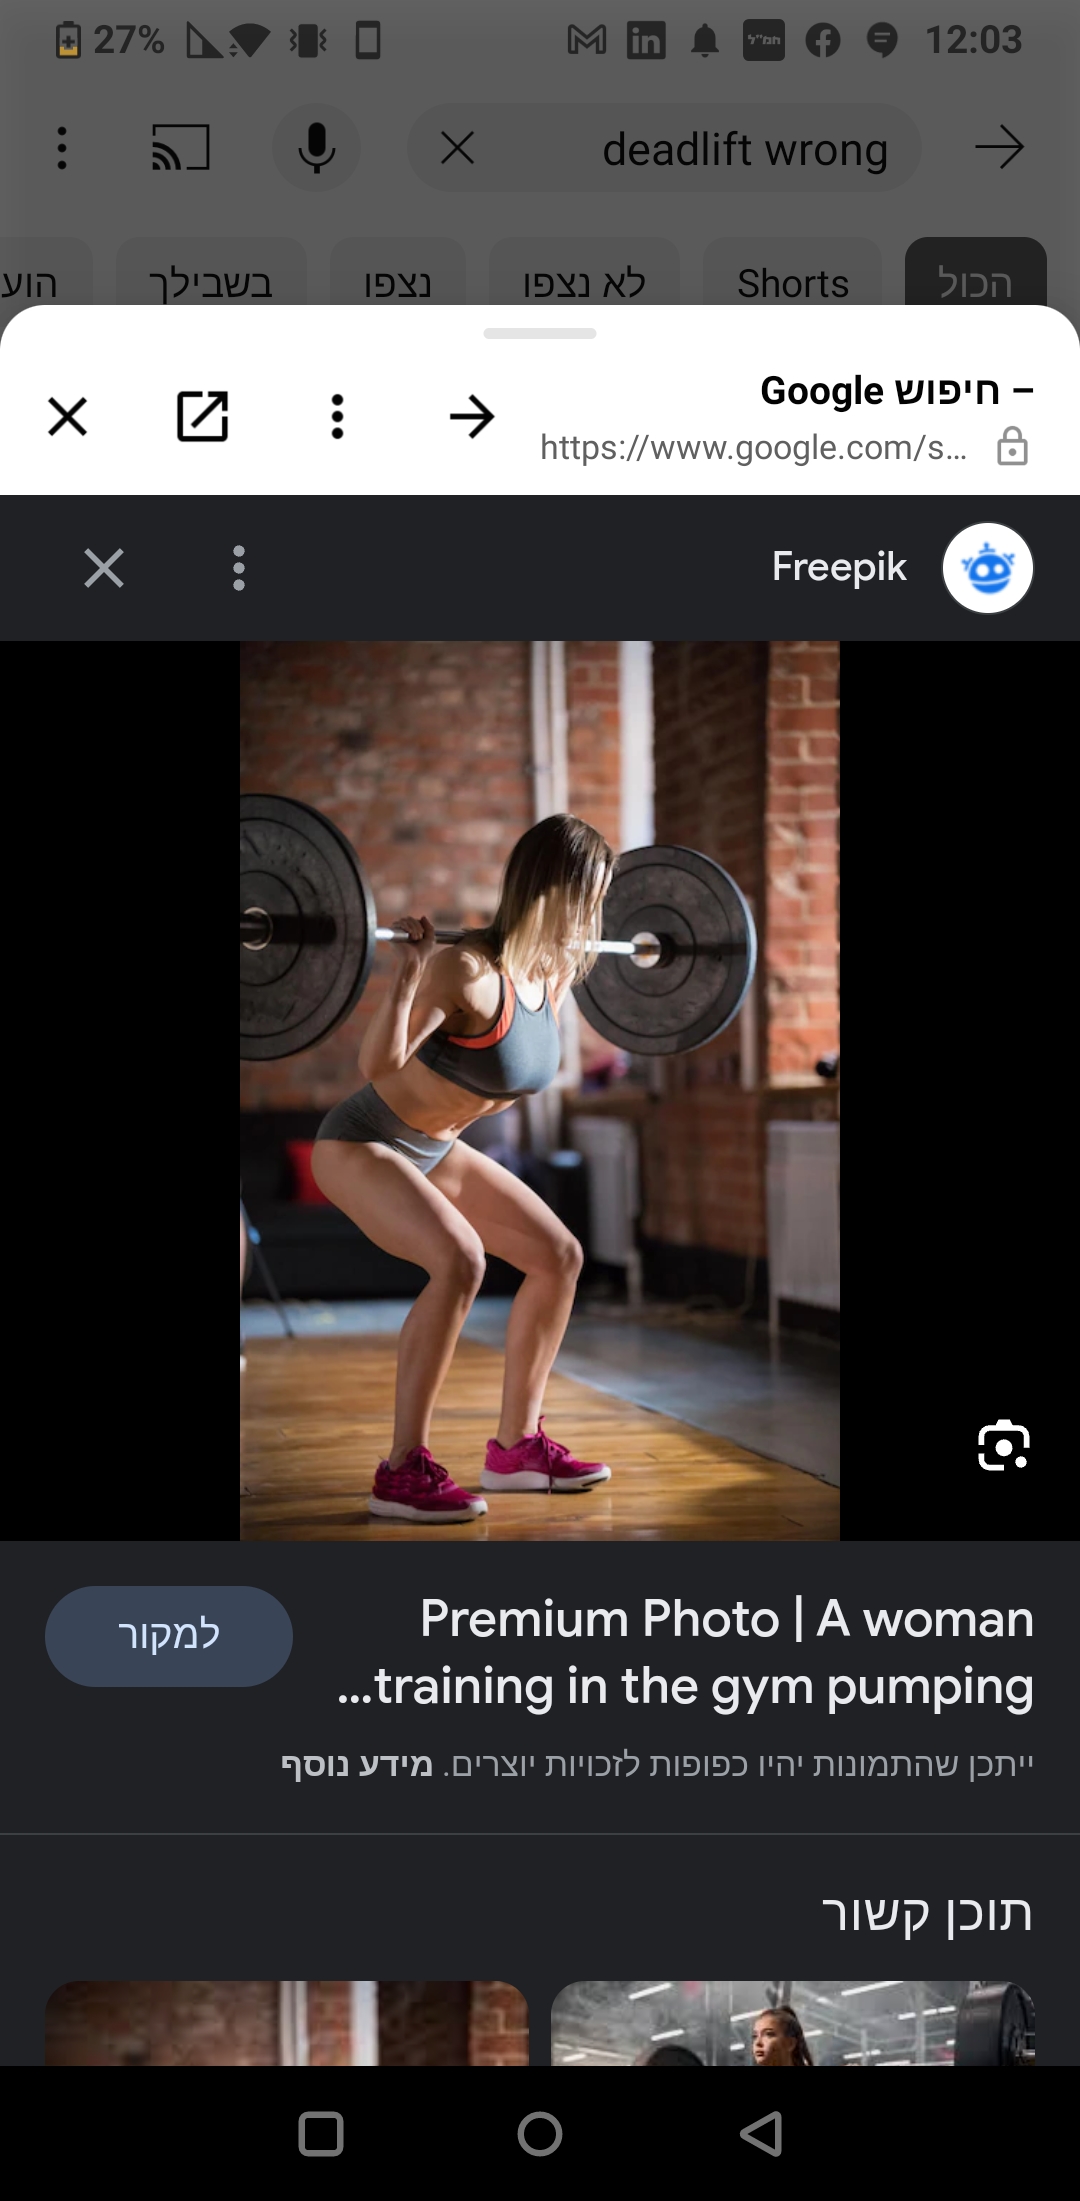 27%
12:03
deadlift wrong
הכול
Shorts
לא נצפו
נצפו
בשבילך
הוע
חיפוש Google –
https://www.google.com/s...
Freepik
Premium Photo | A woman
training in the gym pumping...
למקור
ייתכן שהתמונות יהיו כפופות לזכויות יוצרים. מידע נוסף
תוכן קשור